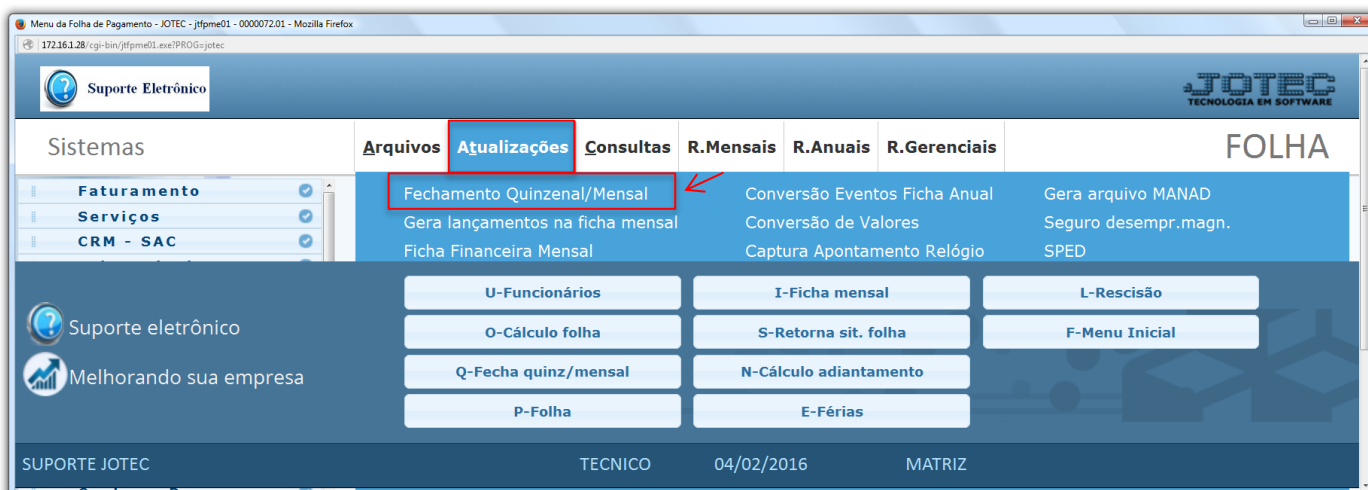 Menu da Folha de Pagamento - JOTEC - jtfpme01 - 0000072.01 - Mozilla Firefox
172.16.1.28/cgi-bin/jtfpme01.exe?PROG=jotec
Suporte Eletrônico
JOTEC
TECNOLOGIA EM SOFTWARE
Sistemas
Arquivos Atualizações Consultas R.Mensais R.Anuais R.Gerenciais
FOLHA
Faturamento
Serviços
CRM - SAC
Fechamento Quinzenal/Mensal Conversão Eventos Ficha Anual Gera arquivo MANAD
Gera lançamentos na ficha mensal Conversão de Valores Seguro desempr.magn.
Ficha Financeira Mensal Captura Apontamento Relógio SPED
U-Funcionários I-Ficha mensal L-Rescisão
O-Cálculo folha S-Retorna sit. folha F-Menu Inicial
Q-Fecha quinz/mensal N-Cálculo adiantamento
P-Folha E-Férias
Suporte eletrônico
Melhorando sua empresa
SUPORTE JOTEC TECNICO 04/02/2016 MATRIZ